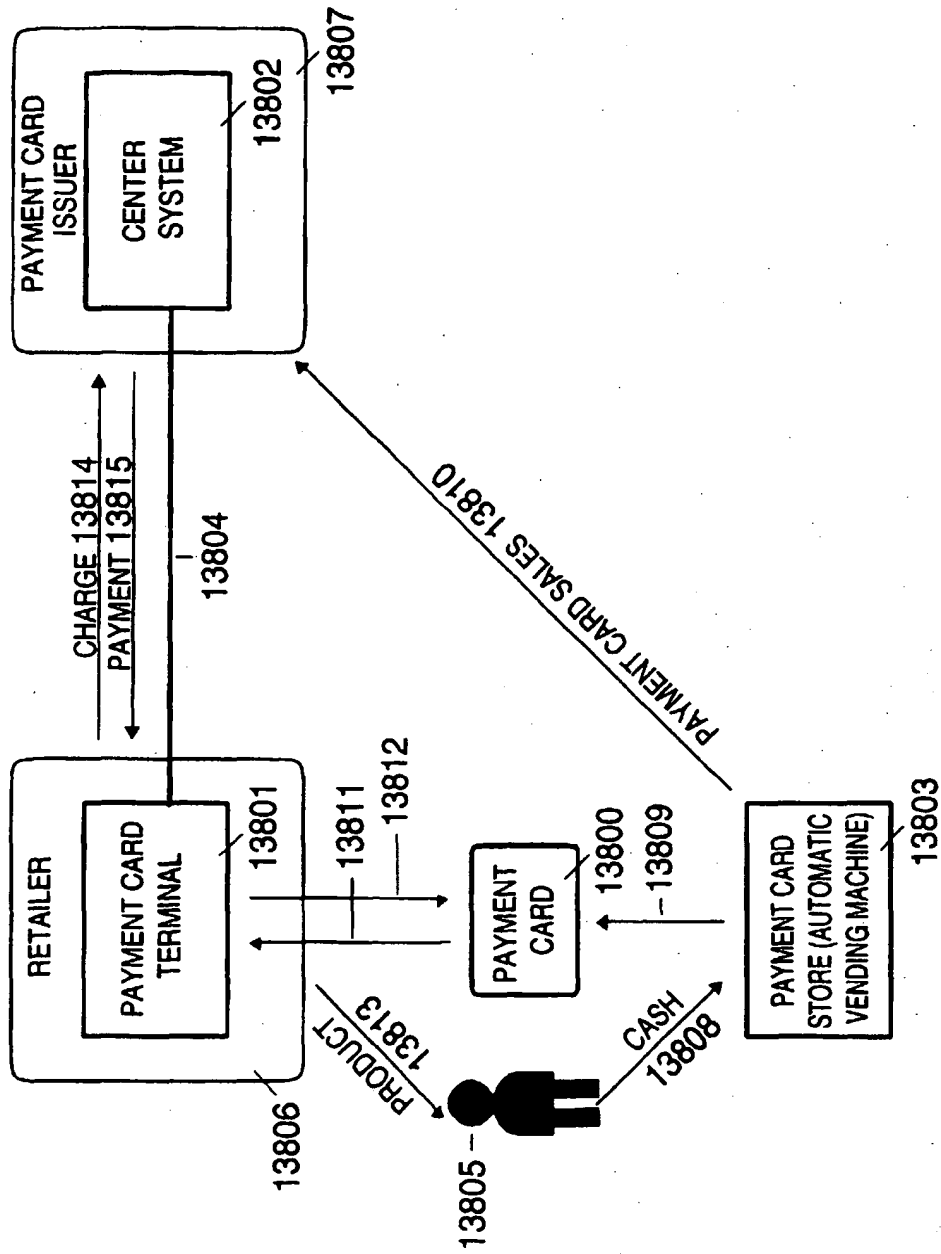 RETAILER
PAYMENT CARD
TERMINAL
13801
13806
CHARGE 13814
PAYMENT 13815
13804
PAYMENT CARD
ISSUER
CENTER
SYSTEM
13802
13807
13811
13812
PRODUCT
13813
13805
PAYMENT
CARD
13800
13809
CASH
13808
PAYMENT CARD SALES 13810
PAYMENT CARD
STORE (AUTOMATIC
VENDING MACHINE)
13803